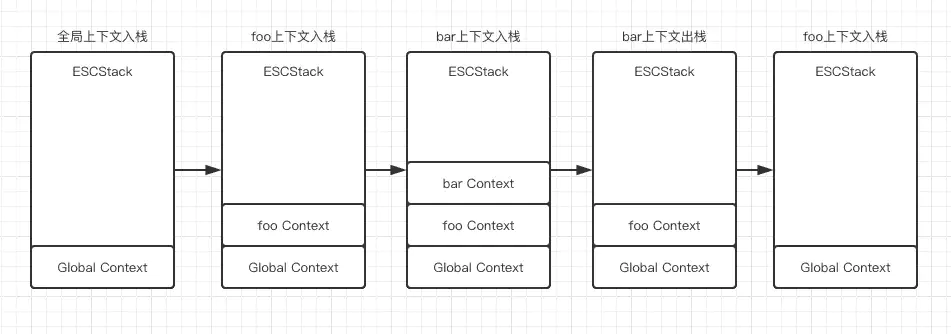 全局上下文入栈
foo上下文入栈
bar上下文入栈
bar上下文出栈
foo上下文入栈
ESCStack
ESCStack
ESCStack
ESCStack
ESCStack
bar Context
foo Context
foo Context
foo Context
Global Context
Global Context
Global Context
Global Context
Global Context